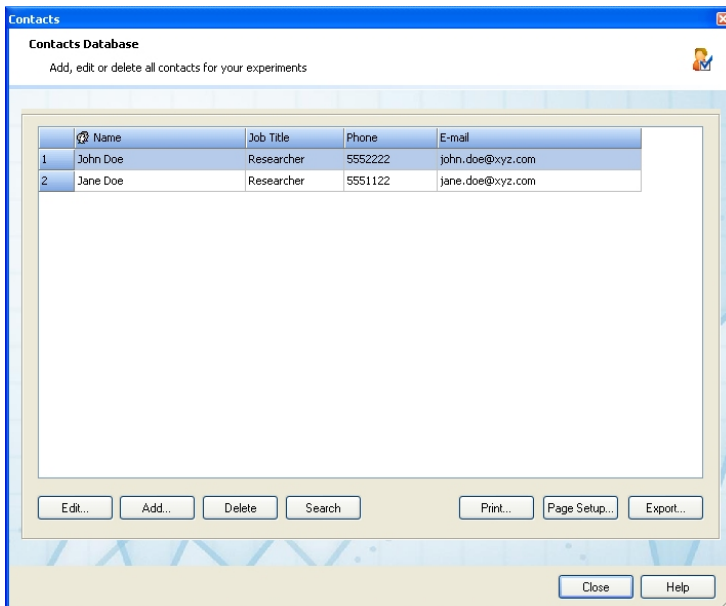 Contacts
Contacts Database
Add, edit or delete all contacts for your experiments
Name Job Title Phone E-mail
1 John Doe Researcher 5552222 john.doe@xyz.com
2 Jane Doe Researcher 5551122 jane.doe@xyz.com
Edit... Add... Delete Search Print... Page Setup... Export...
Close Help